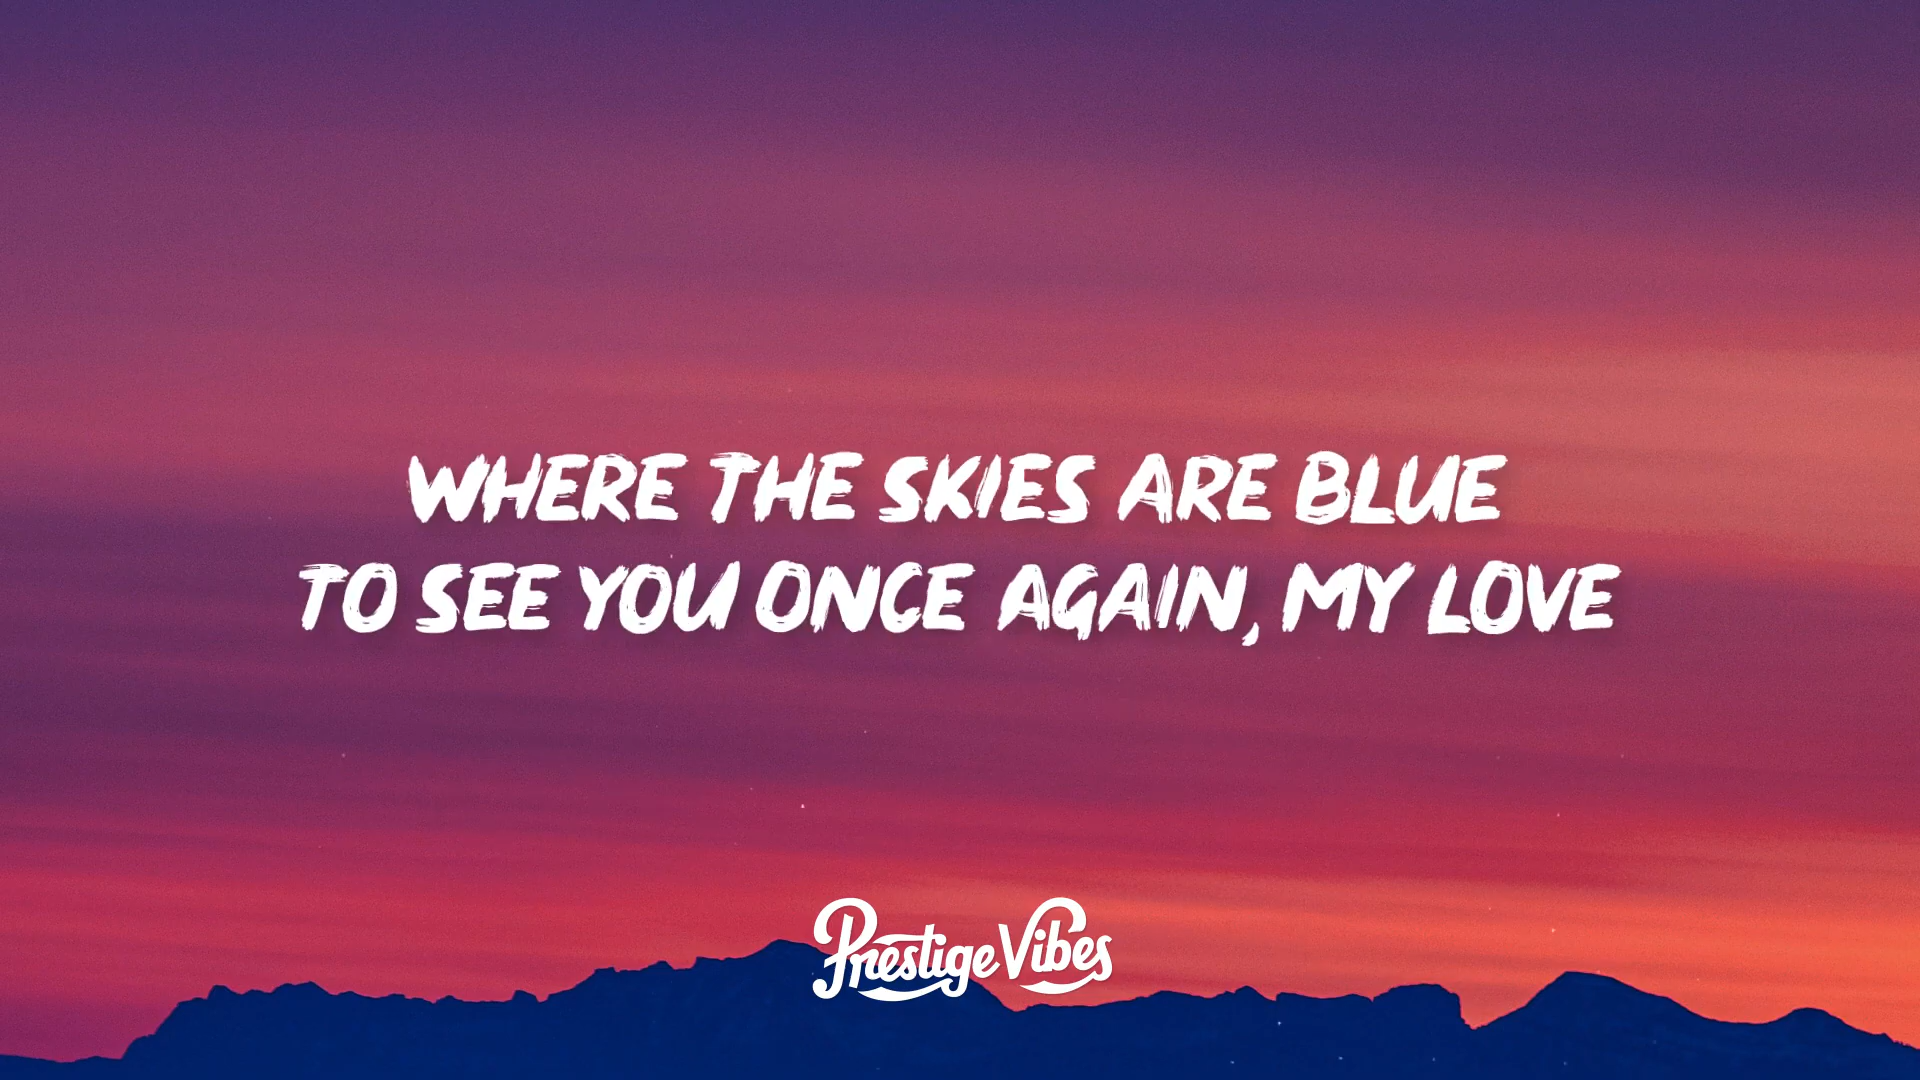 WHERE THE SKIES ARE BLUE
TO SEE YOU ONCE AGAIN, MY LOVE
Prestige Vibes